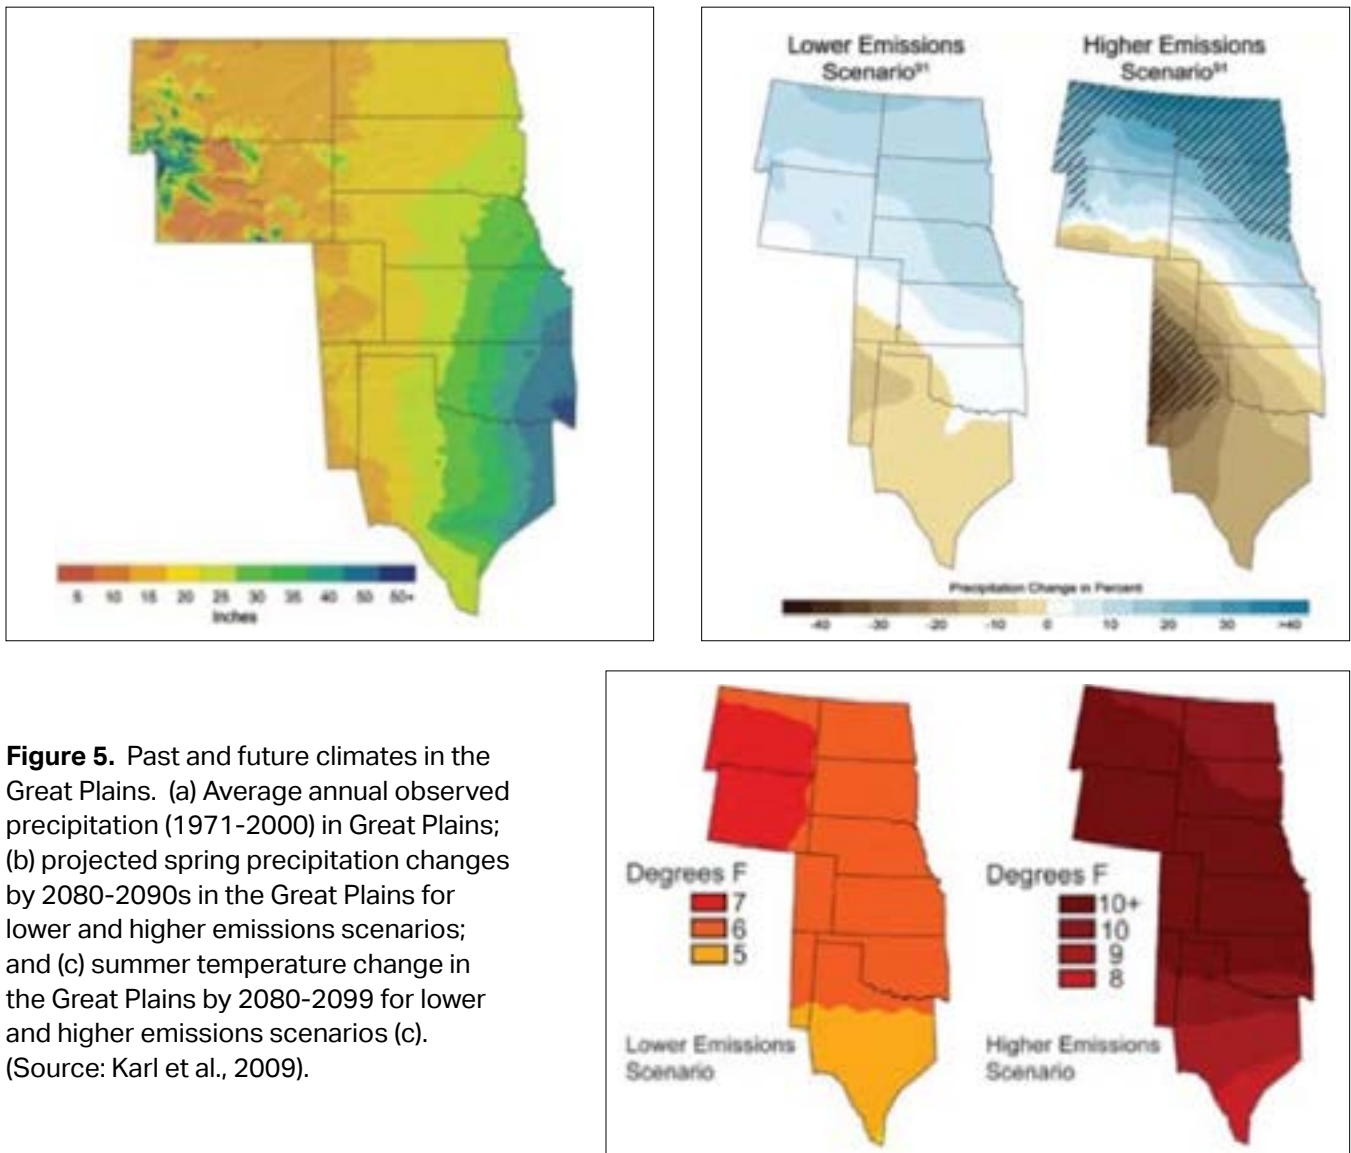 5 10 15 20 25 30 35 40 50 50+
Inches
Lower Emissions
Scenario⁹¹
Higher Emissions
Scenario⁹¹
Precipitation Change in Percent
-40 -30 -20 -10 0 10 20 30 >40
Figure 5. Past and future climates in the
Great Plains. (a) Average annual observed
precipitation (1971-2000) in Great Plains;
(b) projected spring precipitation changes
by 2080-2090s in the Great Plains for
lower and higher emissions scenarios;
and (c) summer temperature change in
the Great Plains by 2080-2099 for lower
and higher emissions scenarios (c).
(Source: Karl et al., 2009).
Degrees F
7
6
5
Lower Emissions
Scenario
Degrees F
10+
10
9
8
Higher Emissions
Scenario